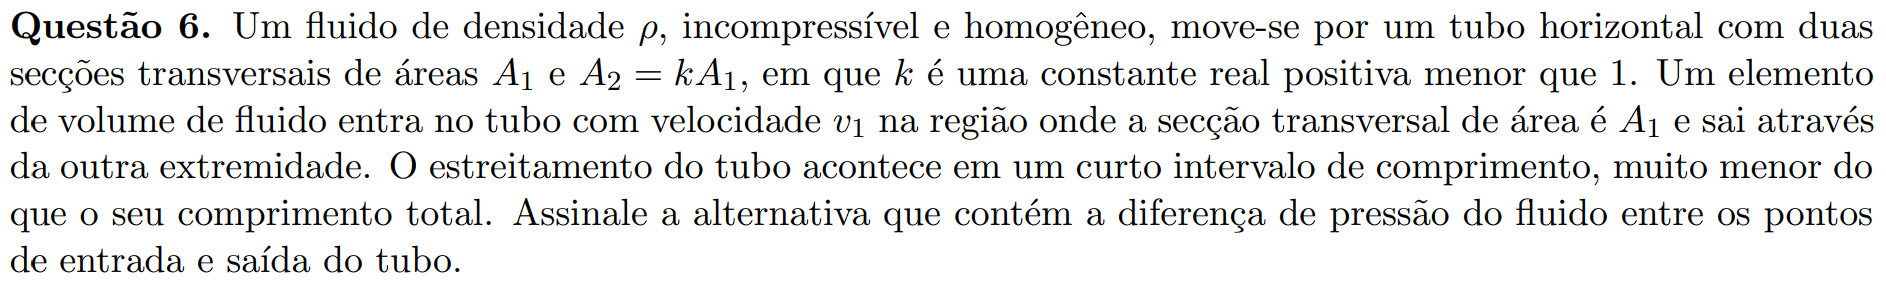 Questão 6. Um fluido de densidade ρ, incompressível e homogêneo, move-se por um tubo horizontal com duas
secções transversais de áreas A₁ e A₂ = kA₁, em que k é uma constante real positiva menor que 1. Um elemento
de volume de fluido entra no tubo com velocidade v₁ na região onde a secção transversal de área é A₁ e sai através
da outra extremidade. O estreitamento do tubo acontece em um curto intervalo de comprimento, muito menor do
que o seu comprimento total. Assinale a alternativa que contém a diferença de pressão do fluido entre os pontos
de entrada e saída do tubo.